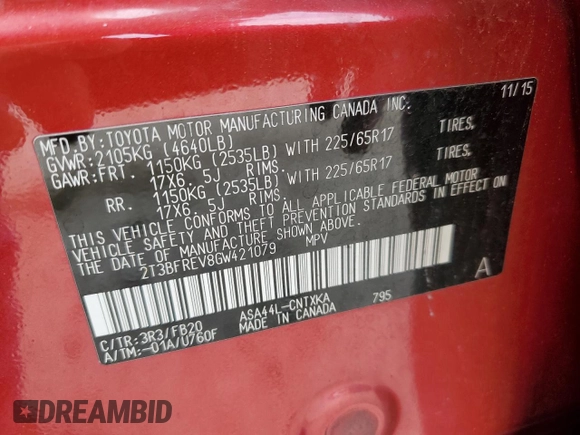 MFD. BY: TOYOTA MOTOR MANUFACTURING CANADA INC. 11/15
GVWR: 2105KG (4640LB)
GAWR: FRT. 1150KG (2535LB) WITH 225/65R17 TIRES,
17X6. 5J RIMS.
RR. 1150KG (2535LB) WITH 225/65R17 TIRES,
17X6. 5J RIMS.
THIS VEHICLE CONFORMS TO ALL APPLICABLE FEDERAL MOTOR
VEHICLE SAFETY AND THEFT PREVENTION STANDARDS IN EFFECT ON
THE DATE OF MANUFACTURE SHOWN ABOVE.
2T3BFREV8GW421079 MPV
A
C/TR: 3R3/FB20 ASA44L-CNTXKA 795
A/TM:-01A/U760F MADE IN CANADA
DREAMBID